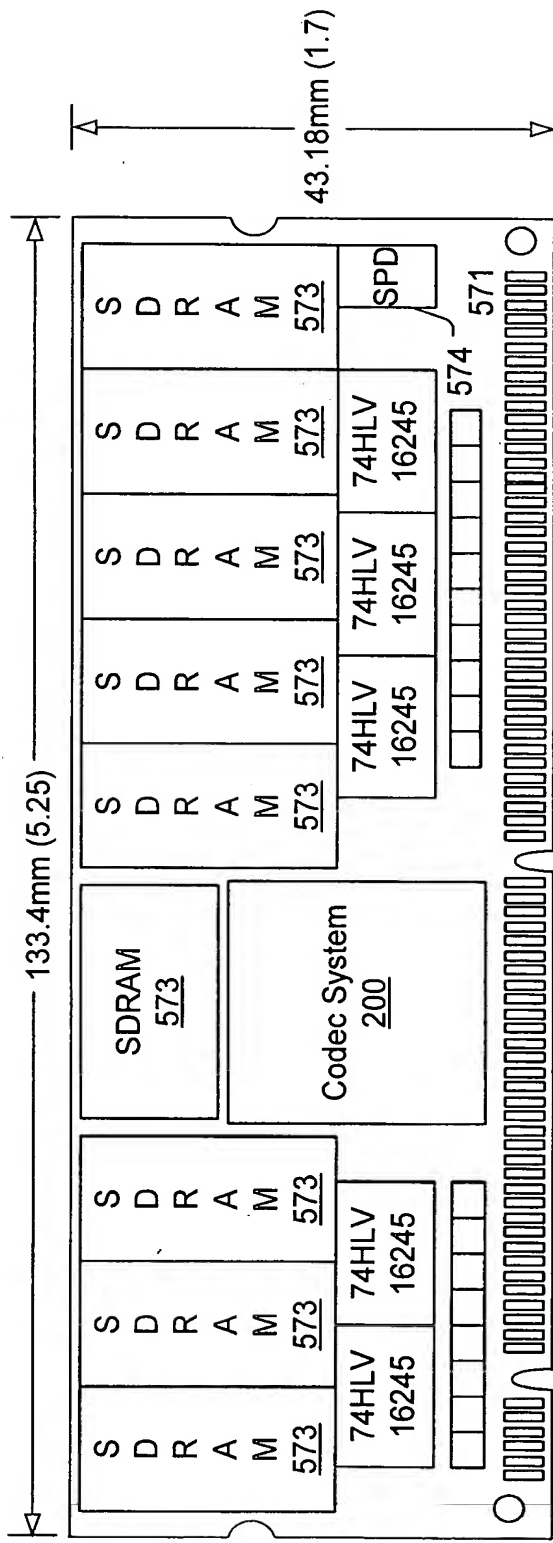 133.4mm (5.25)
43.18mm (1.7)
S D R A M 573
S D R A M 573
S D R A M 573
SDRAM 573
S D R A M 573
S D R A M 573
S D R A M 573
S D R A M 573
S D R A M 573
Codec System
200
74HLV 16245
74HLV 16245
74HLV 16245
74HLV 16245
74HLV 16245
SPD
574
571